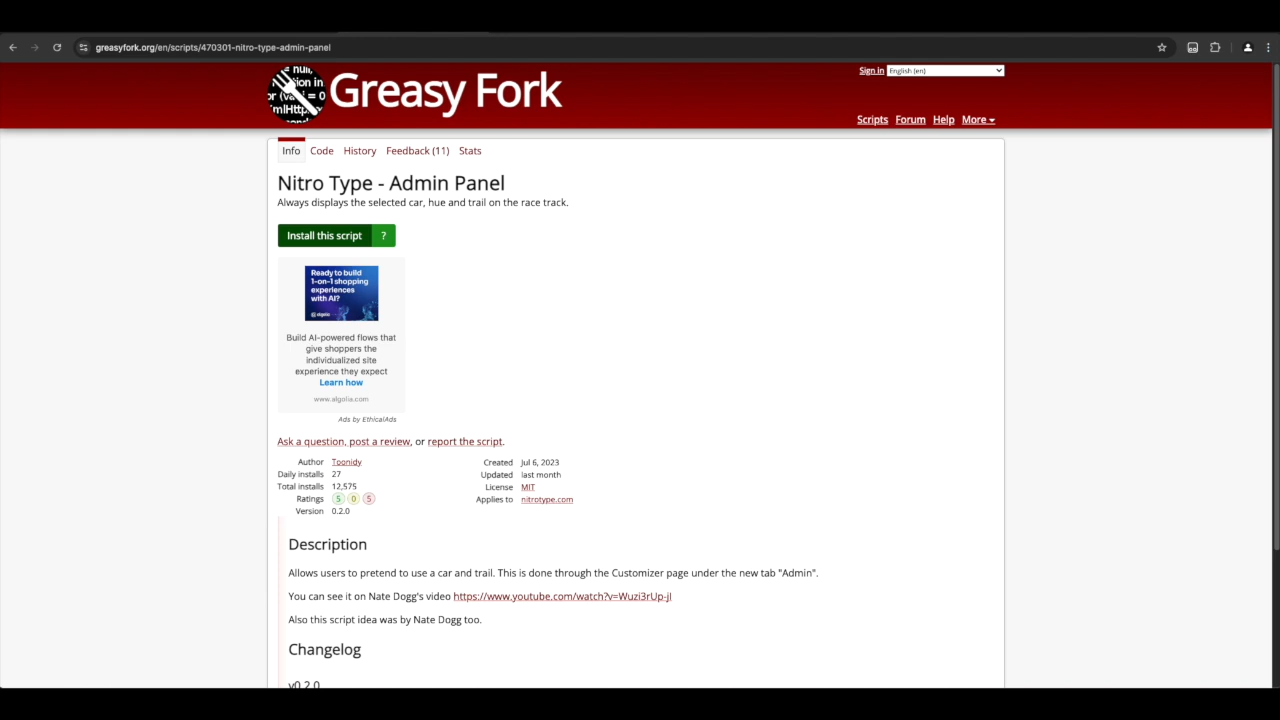 greasyfork.org/en/scripts/470301-nitro-type-admin-panel
Greasy Fork
Sign in English (en)
Scripts Forum Help More
Info Code History Feedback (11) Stats
Nitro Type - Admin Panel
Always displays the selected car, hue and trail on the race track.
Install this script ?
Ready to build
1-on-1 shopping
experiences
with AI?
algolia
Build AI-powered flows that
give shoppers the
individualized site
experience they expect
Learn how
www.algolia.com
Ads by EthicalAds
Ask a question, post a review, or report the script.
Author Toonidy
Daily installs 27
Total installs 12,575
Ratings 5 0 5
Version 0.2.0
Created Jul 6, 2023
Updated last month
License MIT
Applies to nitrotype.com
Description
Allows users to pretend to use a car and trail. This is done through the Customizer page under the new tab "Admin".
You can see it on Nate Dogg's video https://www.youtube.com/watch?v=Wuzi3rUp-jI
Also this script idea was by Nate Dogg too.
Changelog
v0.2.0